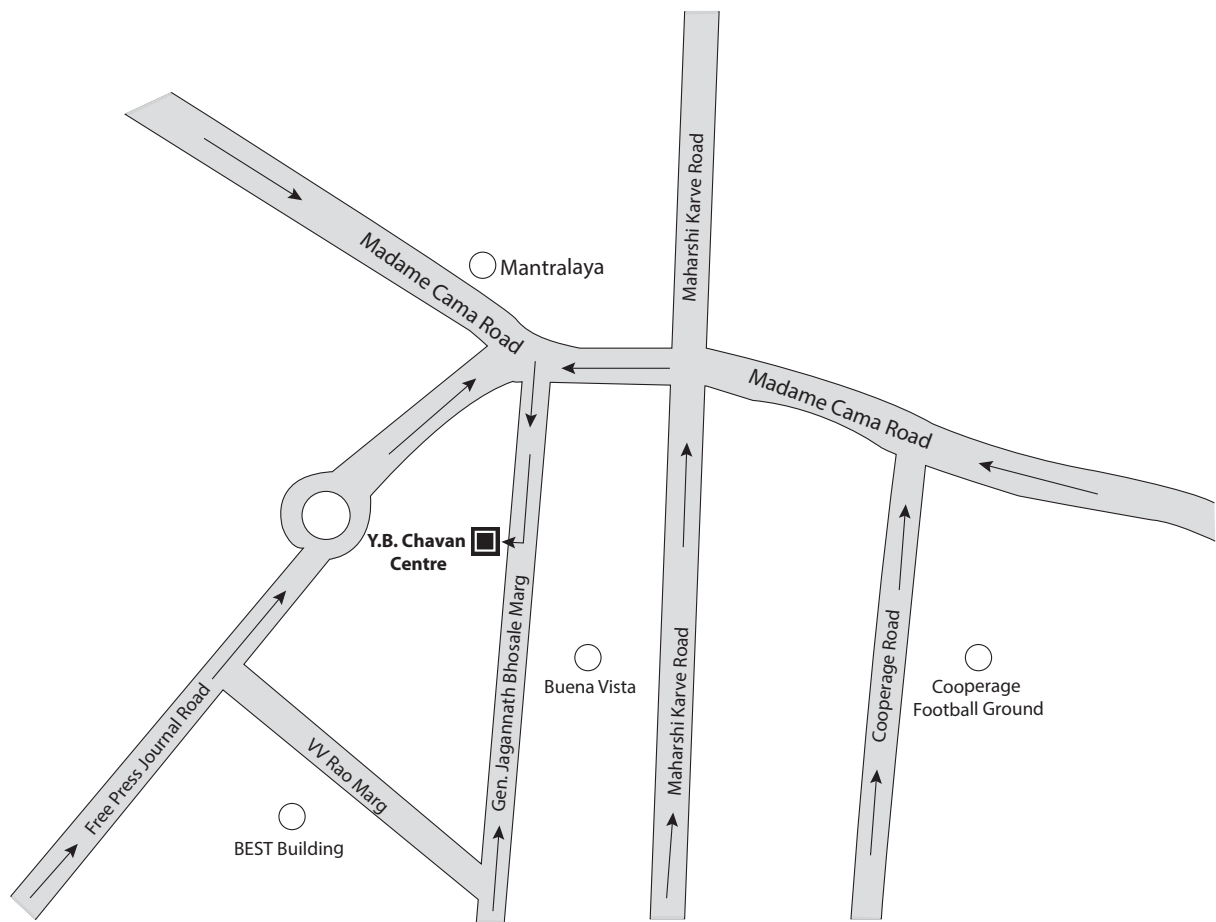 Maharshi Karve Road
Madame Cama Road
Mantralaya
Madame Cama Road
Y.B. Chavan
Centre
Gen. Jagannath Bhosale Marg
Buena Vista
Maharshi Karve Road
Cooperage Road
Cooperage
Football Ground
Free Press Journal Road
VV Rao Marg
BEST Building